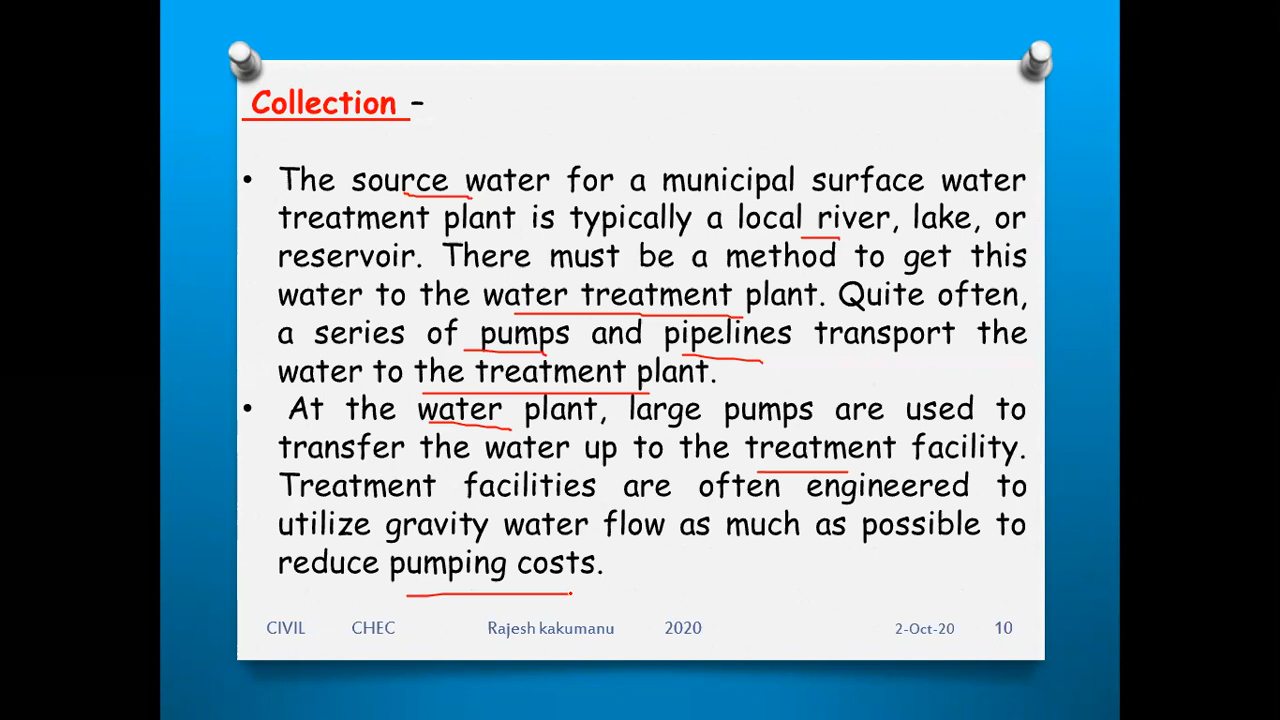 Collection –
• The source water for a municipal surface water
treatment plant is typically a local river, lake, or
reservoir. There must be a method to get this
water to the water treatment plant. Quite often,
a series of pumps and pipelines transport the
water to the treatment plant.
• At the water plant, large pumps are used to
transfer the water up to the treatment facility.
Treatment facilities are often engineered to
utilize gravity water flow as much as possible to
reduce pumping costs.
CIVIL CHEC Rajesh kakumanu 2020 2-Oct-20 10